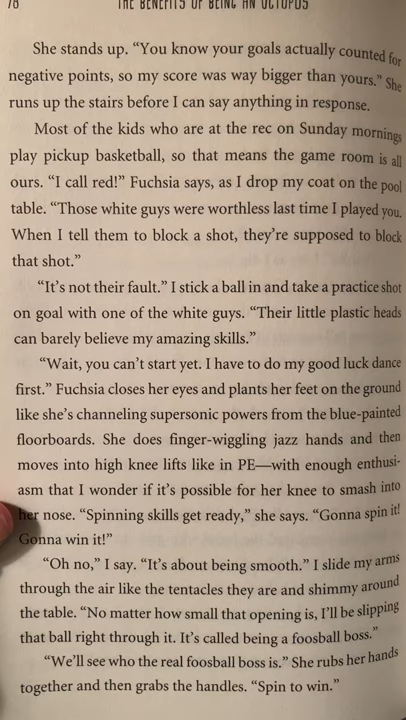 78
THE BENEFITS OF BEING AN OCTOPUS
She stands up. “You know your goals actually counted for
negative points, so my score was way bigger than yours.” She
runs up the stairs before I can say anything in response.
Most of the kids who are at the rec on Sunday mornings
play pickup basketball, so that means the game room is all
ours. “I call red!” Fuchsia says, as I drop my coat on the pool
table. “Those white guys were worthless last time I played you.
When I tell them to block a shot, they’re supposed to block
that shot.”
“It’s not their fault.” I stick a ball in and take a practice shot
on goal with one of the white guys. “Their little plastic heads
can barely believe my amazing skills.”
“Wait, you can’t start yet. I have to do my good luck dance
first.” Fuchsia closes her eyes and plants her feet on the ground
like she’s channeling supersonic powers from the blue-painted
floorboards. She does finger-wiggling jazz hands and then
moves into high knee lifts like in PE—with enough enthusi-
asm that I wonder if it’s possible for her knee to smash into
her nose. “Spinning skills get ready,” she says. “Gonna spin it!
Gonna win it!”
“Oh no,” I say. “It’s about being smooth.” I slide my arms
through the air like the tentacles they are and shimmy around
the table. “No matter how small that opening is, I’ll be slipping
that ball right through it. It’s called being a foosball boss.”
“We’ll see who the real foosball boss is.” She rubs her hands
together and then grabs the handles. “Spin to win.”